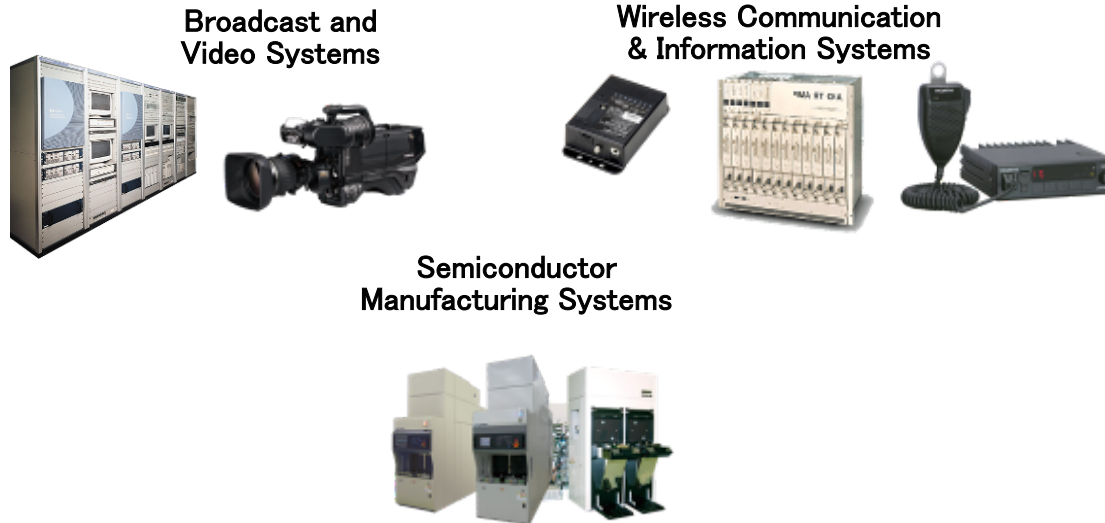 Broadcast and
Video Systems
Wireless Communication
& Information Systems
Semiconductor
Manufacturing Systems